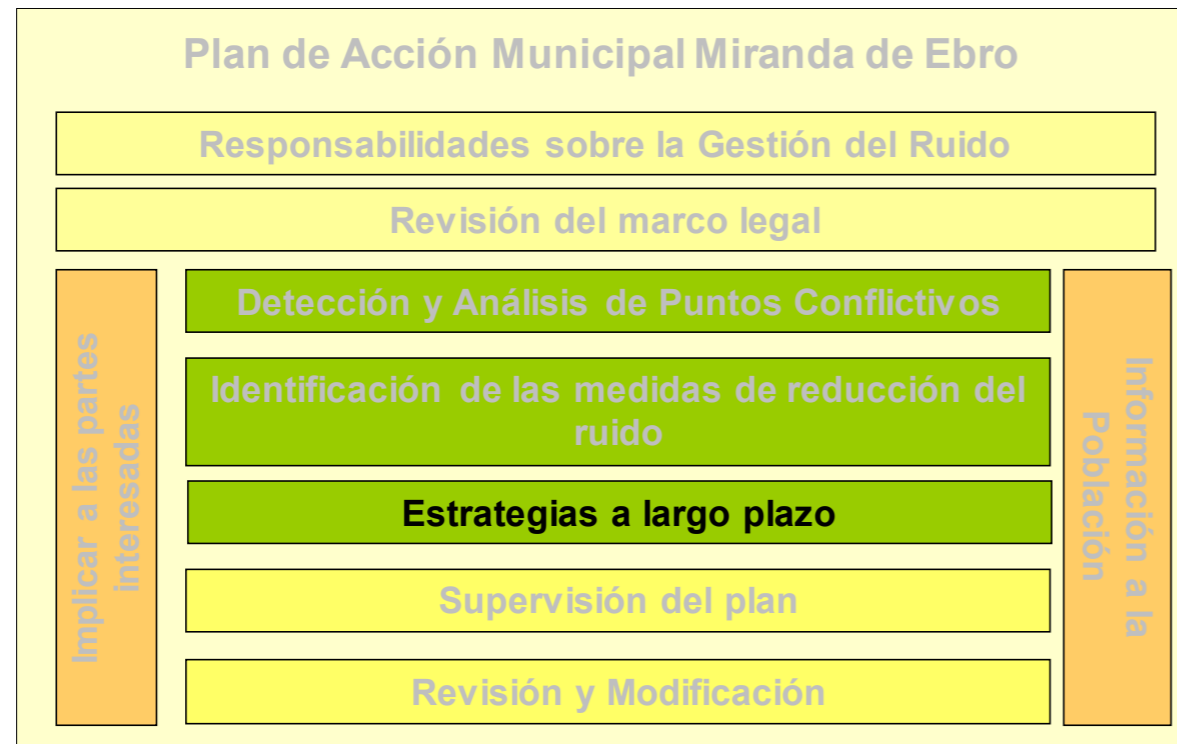 Plan de Acción Municipal Miranda de Ebro
Responsabilidades sobre la Gestión del Ruido
Revisión del marco legal
Implicar a las partes
interesadas
Detección y Análisis de Puntos Conflictivos
Identificación de las medidas de reducción del
ruido
Estrategias a largo plazo
Supervisión del plan
Revisión y Modificación
Información a la
Población